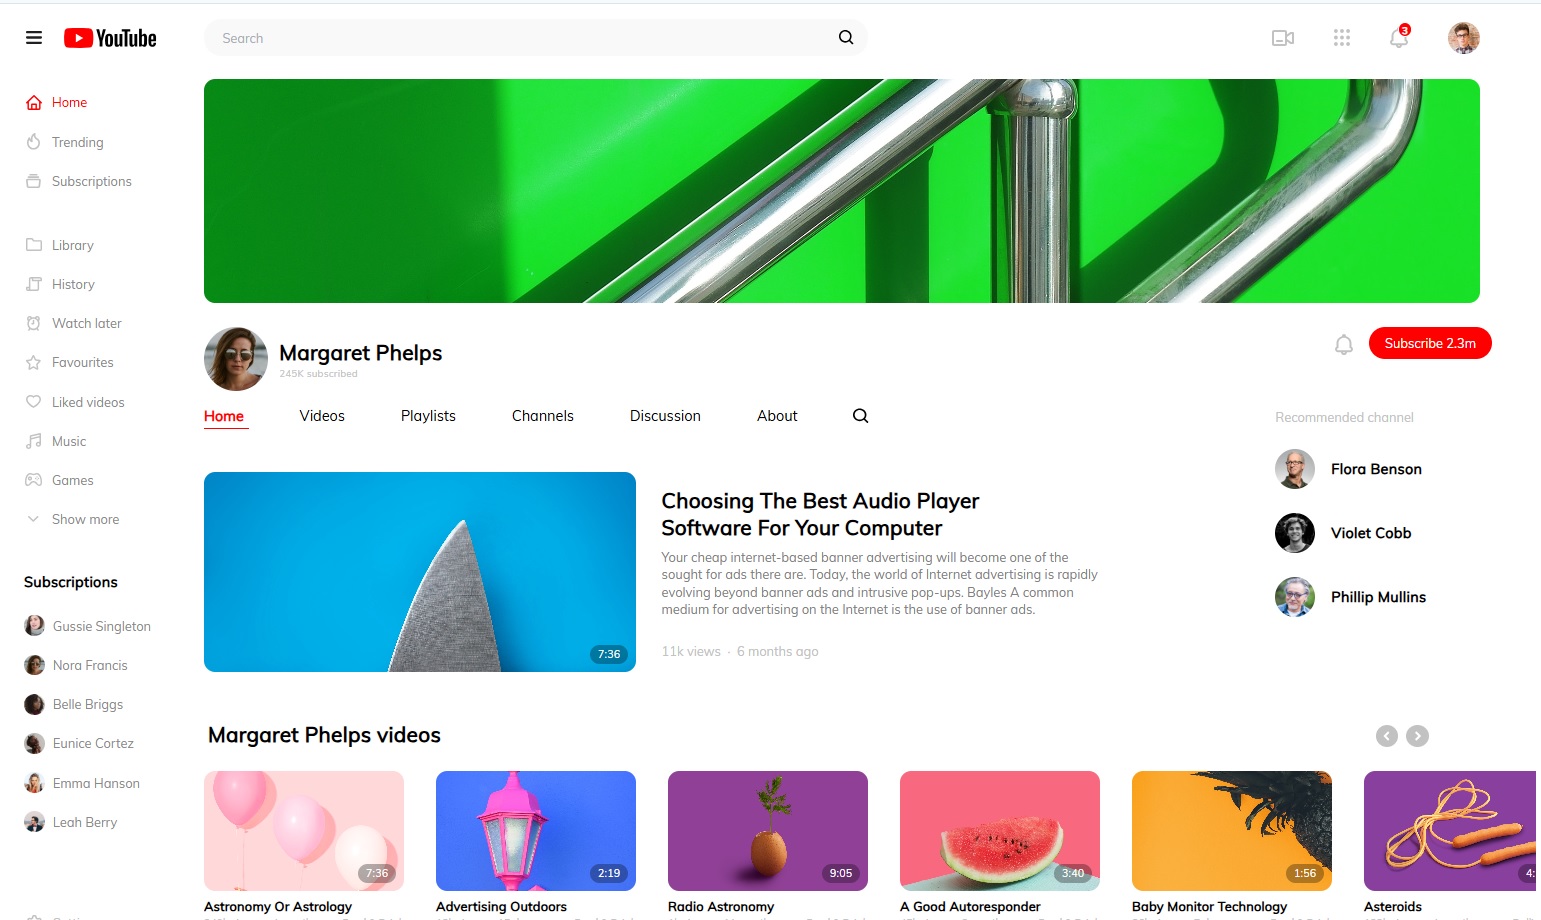 YouTube
Search
3
Home
Trending
Subscriptions
Library
History
Watch later
Favourites
Liked videos
Music
Games
Show more
Subscriptions
Gussie Singleton
Nora Francis
Belle Briggs
Eunice Cortez
Emma Hanson
Leah Berry
Margaret Phelps
245K subscribed
Subscribe 2.3m
Home
Videos
Playlists
Channels
Discussion
About
7:36
Choosing The Best Audio Player
Software For Your Computer
Your cheap internet-based banner advertising will become one of the
sought for ads there are. Today, the world of Internet advertising is rapidly
evolving beyond banner ads and intrusive pop-ups. Bayles A common
medium for advertising on the Internet is the use of banner ads.
11k views · 6 months ago
Recommended channel
Flora Benson
Violet Cobb
Phillip Mullins
Margaret Phelps videos
7:36
Astronomy Or Astrology
2:19
Advertising Outdoors
9:05
Radio Astronomy
3:40
A Good Autoresponder
1:56
Baby Monitor Technology
4:
Asteroids